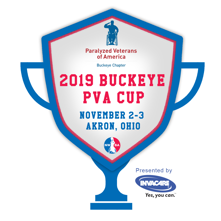 Paralyzed Veterans
of America
Buckeye Chapter
2019 BUCKEYE
PVA CUP
NOVEMBER 2-3
AKRON, OHIO
Presented by
INVACARE
Yes, you can.